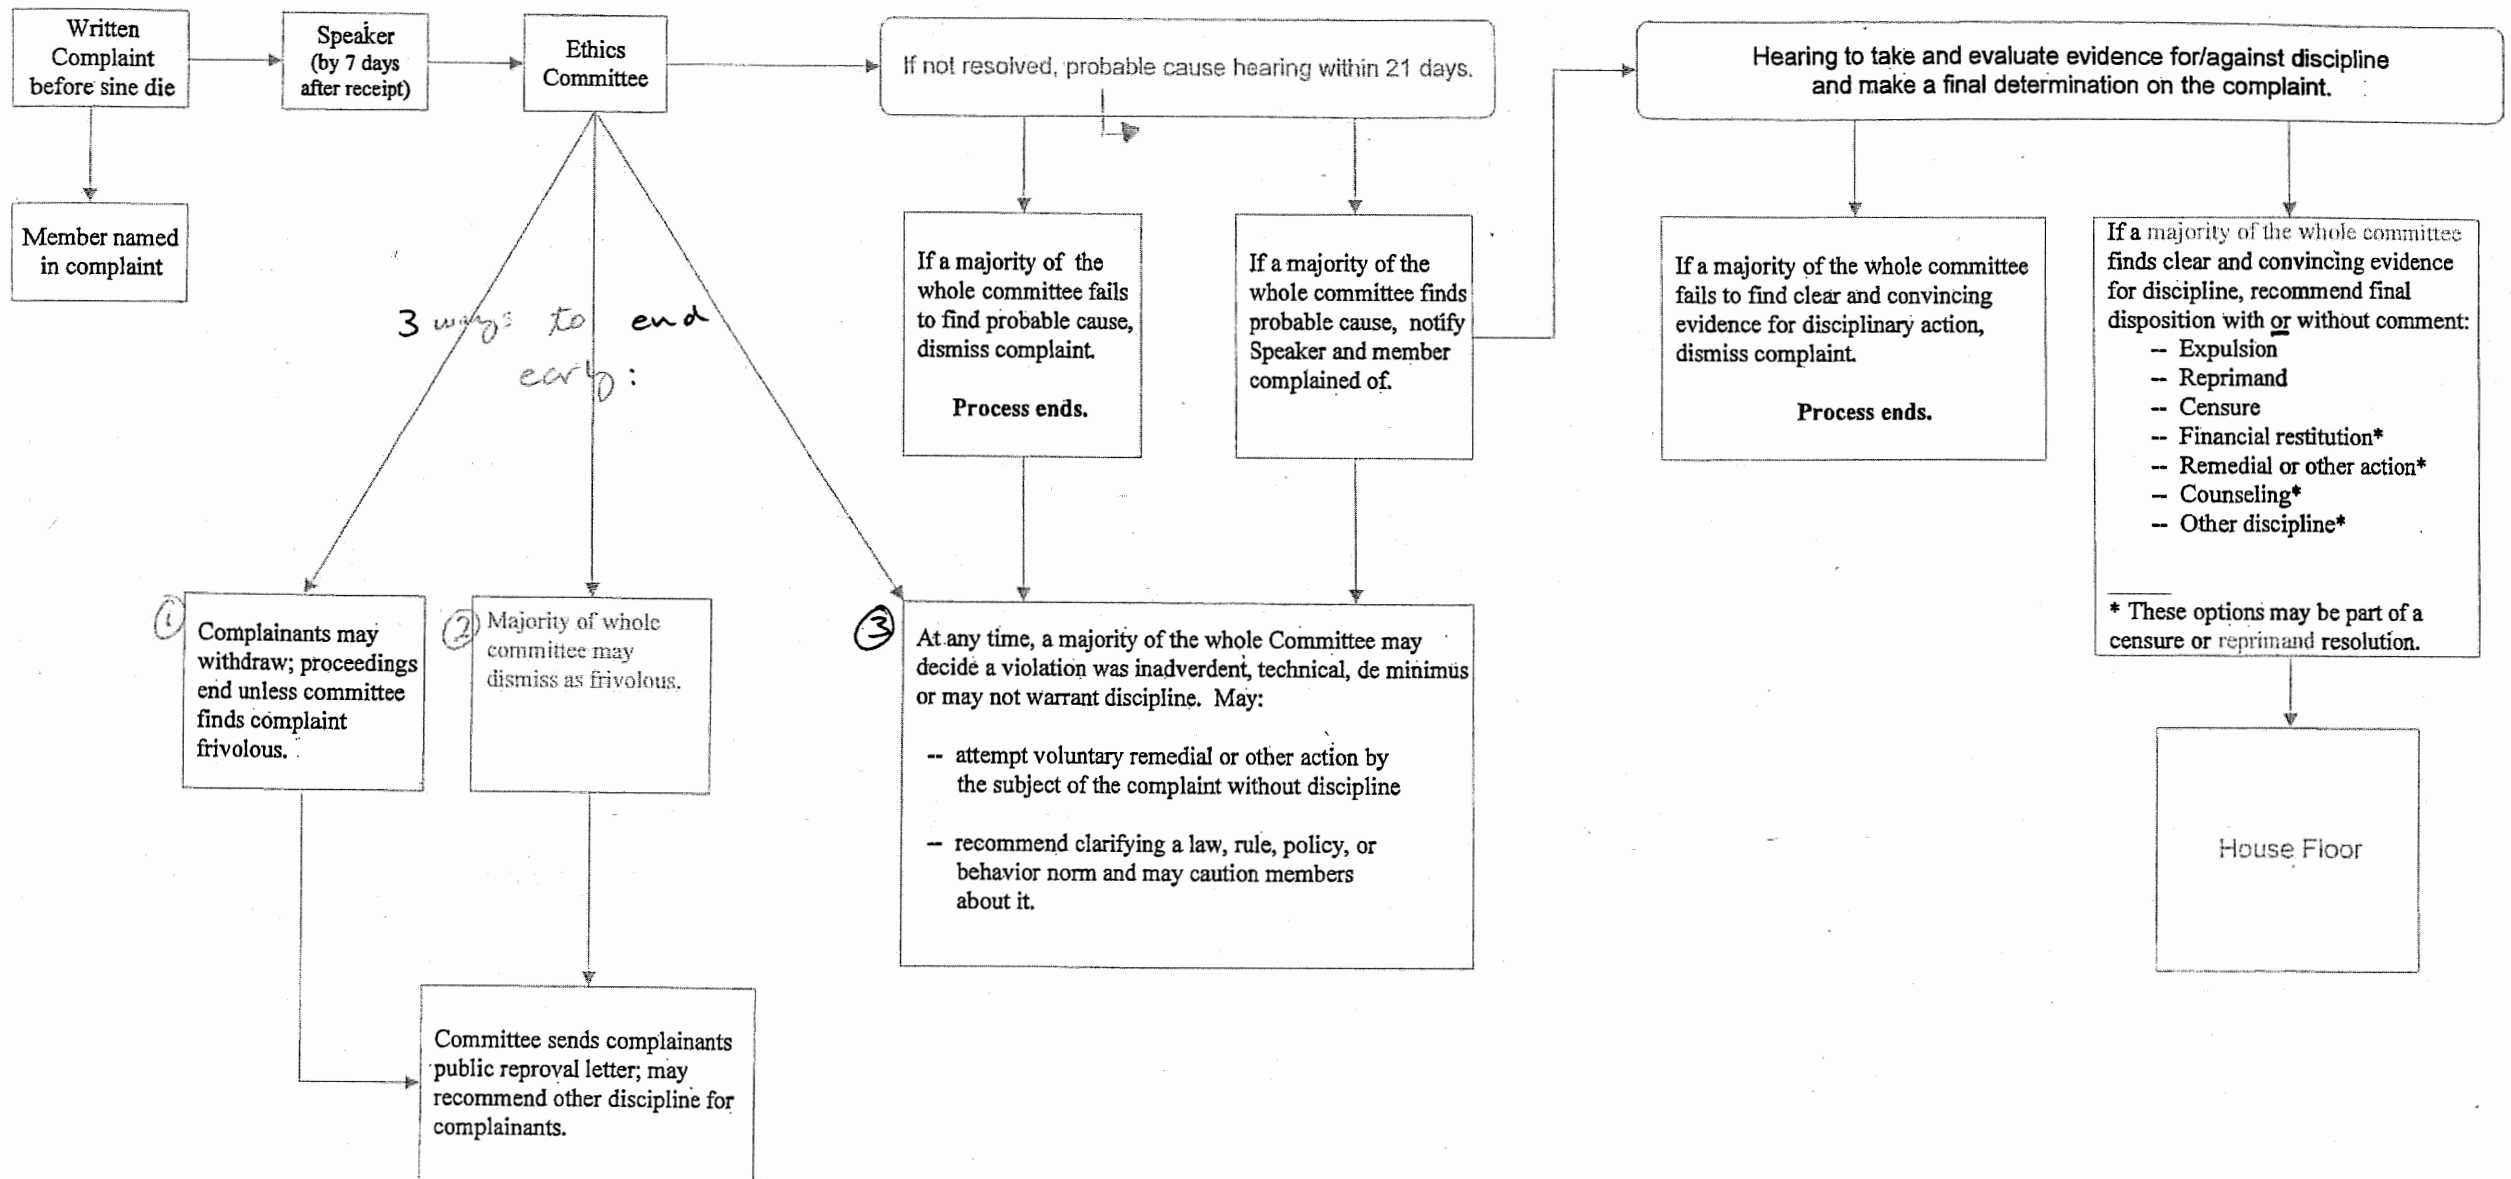 Written
Complaint
before sine die
Speaker
(by 7 days
after receipt)
Ethics
Committee
If not resolved, probable cause hearing within 21 days.
Hearing to take and evaluate evidence for/against discipline
and make a final determination on the complaint.
Member named
in complaint
3 ways to end
early:
If a majority of the
whole committee fails
to find probable cause,
dismiss complaint.
Process ends.
If a majority of the
whole committee finds
probable cause, notify
Speaker and member
complained of.
If a majority of the whole committee
fails to find clear and convincing
evidence for disciplinary action,
dismiss complaint.
Process ends.
If a majority of the whole committee
finds clear and convincing evidence
for discipline, recommend final
disposition with or without comment:
-- Expulsion
-- Reprimand
-- Censure
-- Financial restitution*
-- Remedial or other action*
-- Counseling*
-- Other discipline*
* These options may be part of a
censure or reprimand resolution.
1
Complainants may
withdraw; proceedings
end unless committee
finds complaint
frivolous.
2
Majority of whole
committee may
dismiss as frivolous.
3
At any time, a majority of the whole Committee may
decide a violation was inadverdent, technical, de minimus
or may not warrant discipline. May:
-- attempt voluntary remedial or other action by
the subject of the complaint without discipline
-- recommend clarifying a law, rule, policy, or
behavior norm and may caution members
about it.
House Floor
Committee sends complainants
public reproval letter; may
recommend other discipline for
complainants.